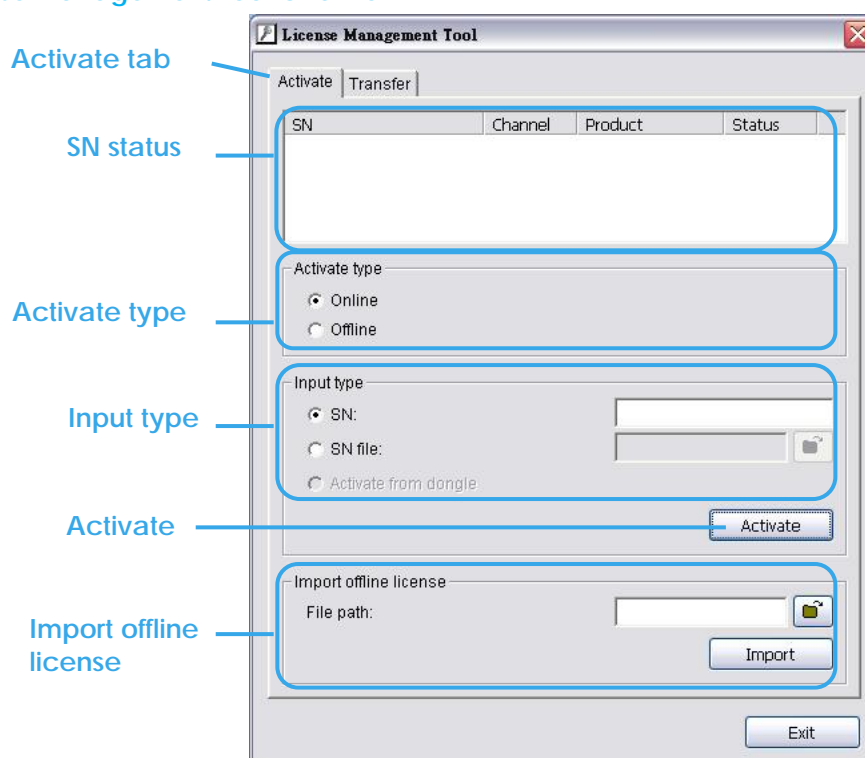 License Management Tool
Activate tab
Activate Transfer
SN Channel Product Status
SN status
Activate type
Online
Offline
Activate type
Input type
SN:
SN file:
Activate from dongle
Input type
Activate
Activate
Import offline license
File path:
Import
Import offline
license
Exit